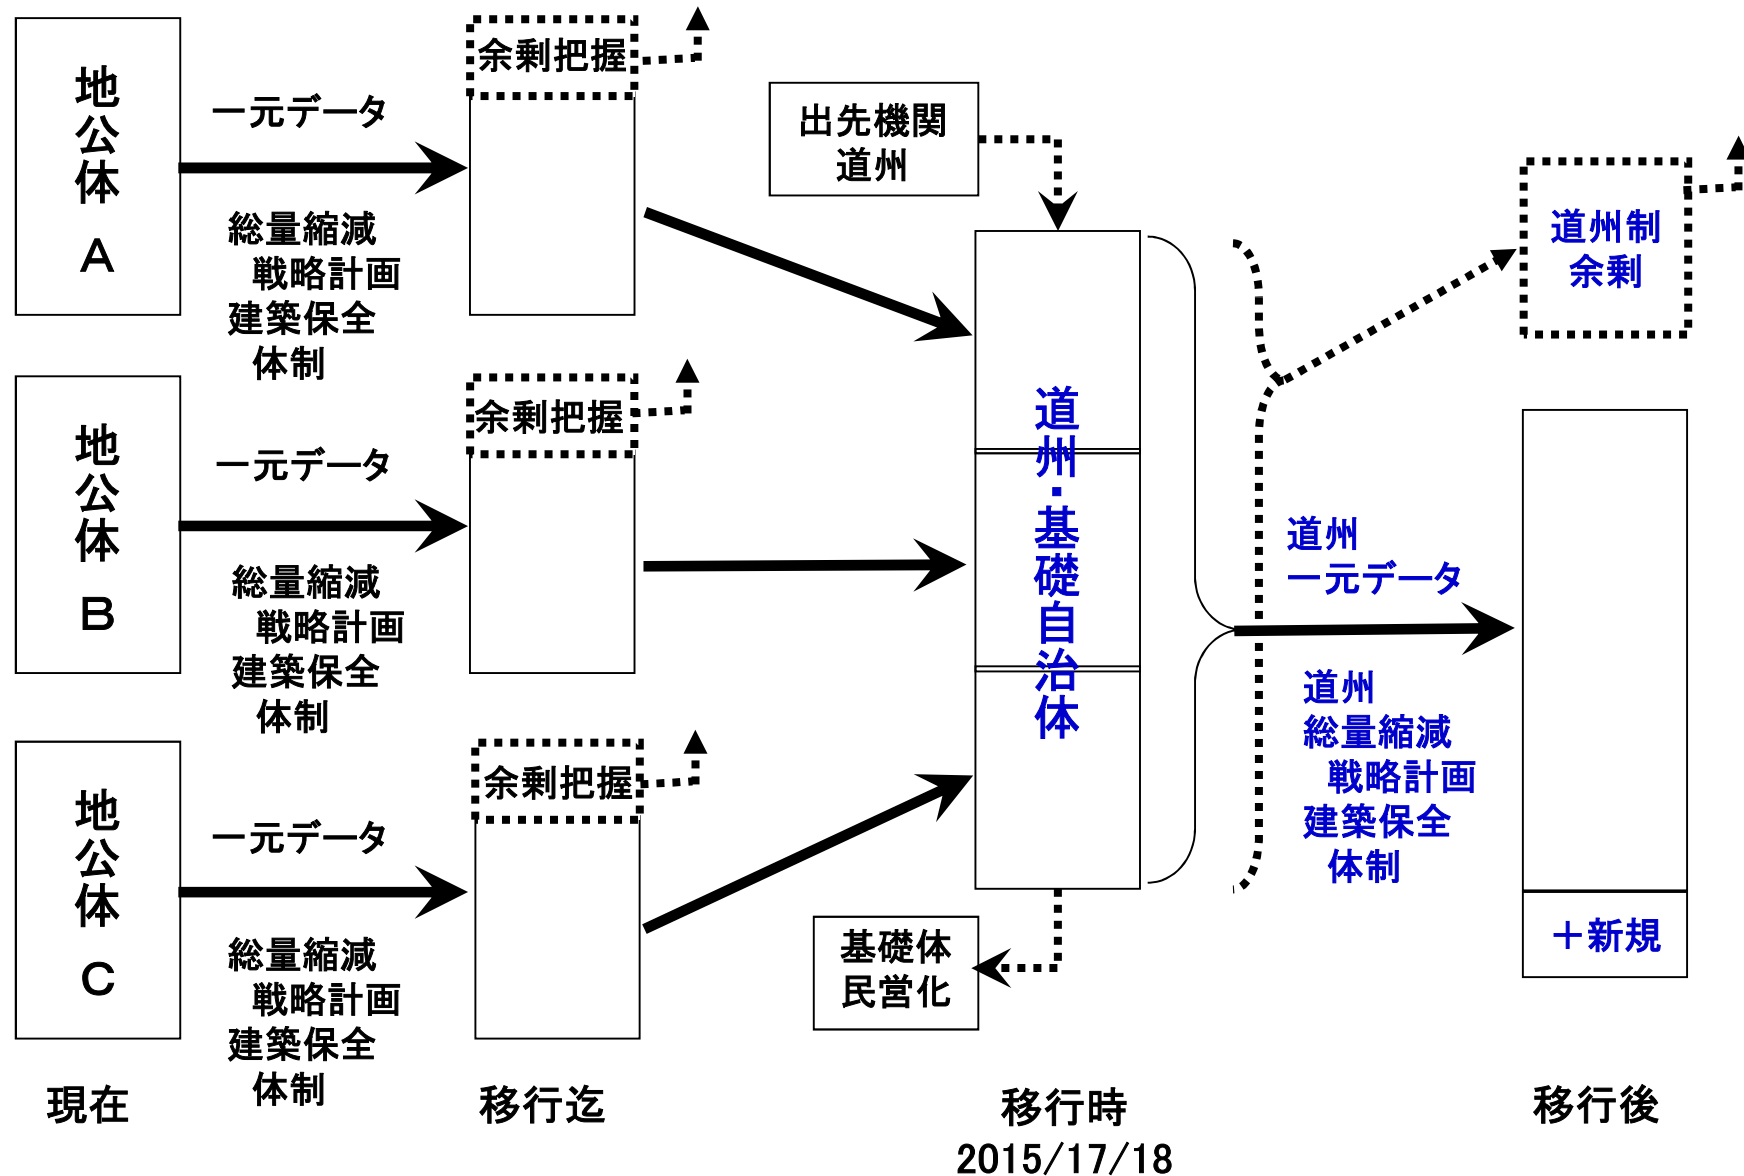 地公体 A
一元データ
総量縮減
戦略計画
建築保全
体制
余剰把握
地公体 B
一元データ
総量縮減
戦略計画
建築保全
体制
余剰把握
地公体 C
一元データ
総量縮減
戦略計画
建築保全
体制
余剰把握
出先機関
道州
道州・基礎自治体
基礎体
民営化
道州
一元データ
道州
総量縮減
戦略計画
建築保全
体制
道州制
余剰
＋新規
現在
移行迄
移行時
2015/17/18
移行後